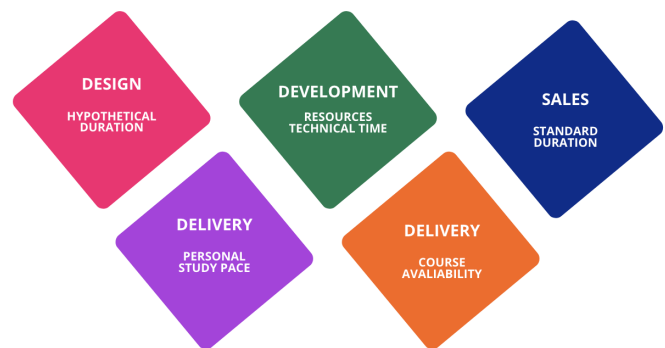 DESIGN
HYPOTHETICAL
DURATION
DEVELOPMENT
RESOURCES
TECHNICAL TIME
SALES
STANDARD
DURATION
DELIVERY
PERSONAL
STUDY PACE
DELIVERY
COURSE
AVALIABILITY